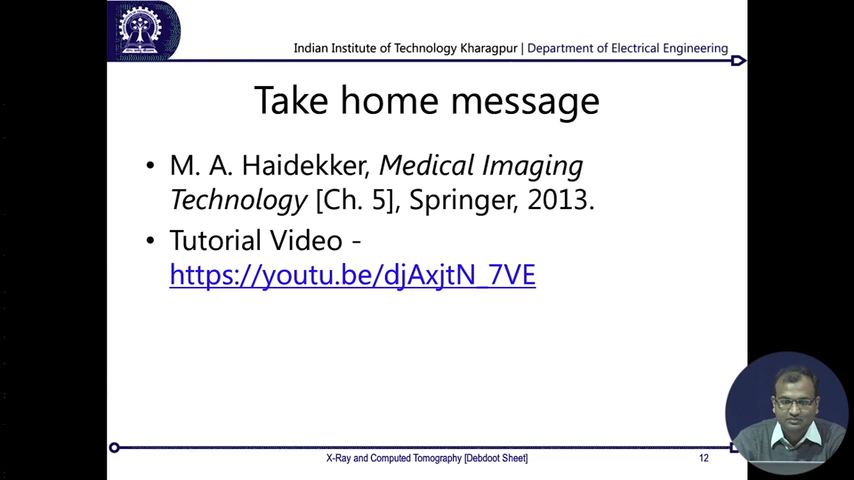 Indian Institute of Technology Kharagpur | Department of Electrical Engineering
Take home message
• M. A. Haidekker, Medical Imaging
Technology [Ch. 5], Springer, 2013.
• Tutorial Video -
https://youtu.be/djAxjtN_7VE
X-Ray and Computed Tomography [Debdoot Sheet]
12